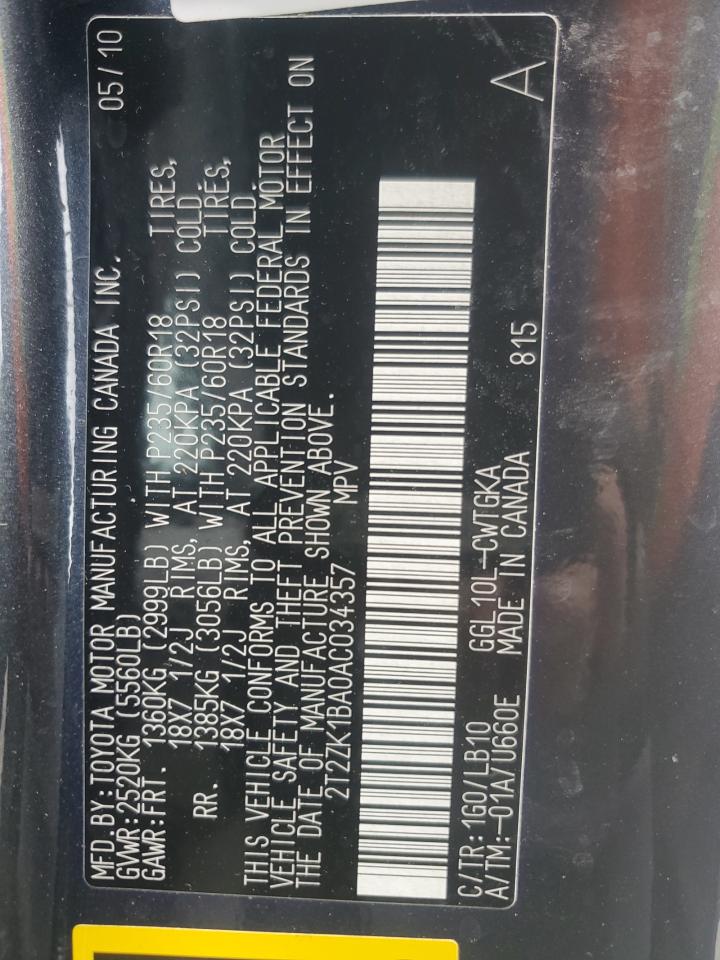 MFD.BY:TOYOTA MOTOR MANUFACTURING CANADA INC. 05/10
GVWR:2520KG (5560LB)
GAWR:FRT. 1360KG (2999LB) WITH P235/60R18 TIRES,
18X7 1/2J RIMS, AT 220KPA (32PSI) COLD
RR. 1385KG (3056LB) WITH P235/60R18 TIRES,
18X7 1/2J RIMS, AT 220KPA (32PSI) COLD.
THIS VEHICLE CONFORMS TO ALL APPLICABLE FEDERAL MOTOR
VEHICLE SAFETY AND THEFT PREVENTION STANDARDS IN EFFECT ON
THE DATE OF MANUFACTURE SHOWN ABOVE.
2T2ZK1BA0AC034357 MPV
C/TR:1G0/LB10 GGL10L-CWTGKA
A/TM:-01A/U660E MADE IN CANADA 815 A